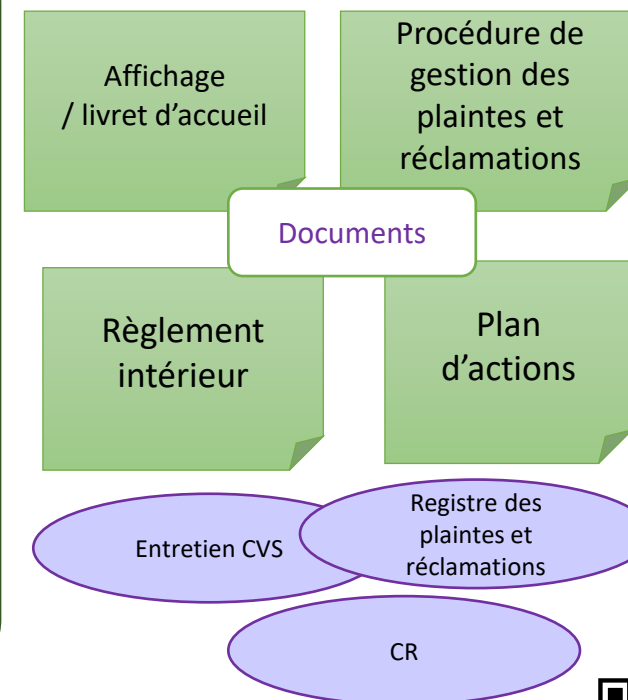 Affichage
/ livret d’accueil
Procédure de
gestion des
plaintes et
réclamations
Documents
Règlement
intérieur
Plan
d’actions
Entretien CVS
Registre des
plaintes et
réclamations
CR